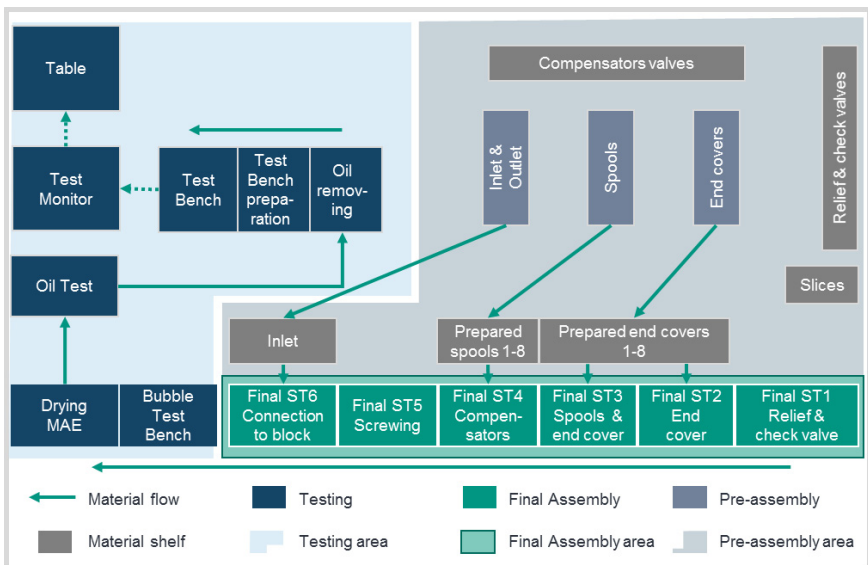 Table
Test
Monitor
Oil Test
Drying
MAE
Bubble
Test
Bench
Test
Bench
Test
Bench
prepa-
ration
Oil
remov-
ing
Compensators valves
Inlet &
Outlet
Spools
End covers
Relief & check valves
Slices
Inlet
Prepared
spools 1-8
Prepared end covers
1-8
Final ST6
Connection
to block
Final ST5
Screwing
Final ST4
Compen-
sators
Final ST3
Spools &
end cover
Final ST2
End
cover
Final ST1
Relief &
check valve
Material flow
Testing
Final Assembly
Pre-assembly
Material shelf
Testing area
Final Assembly area
Pre-assembly area